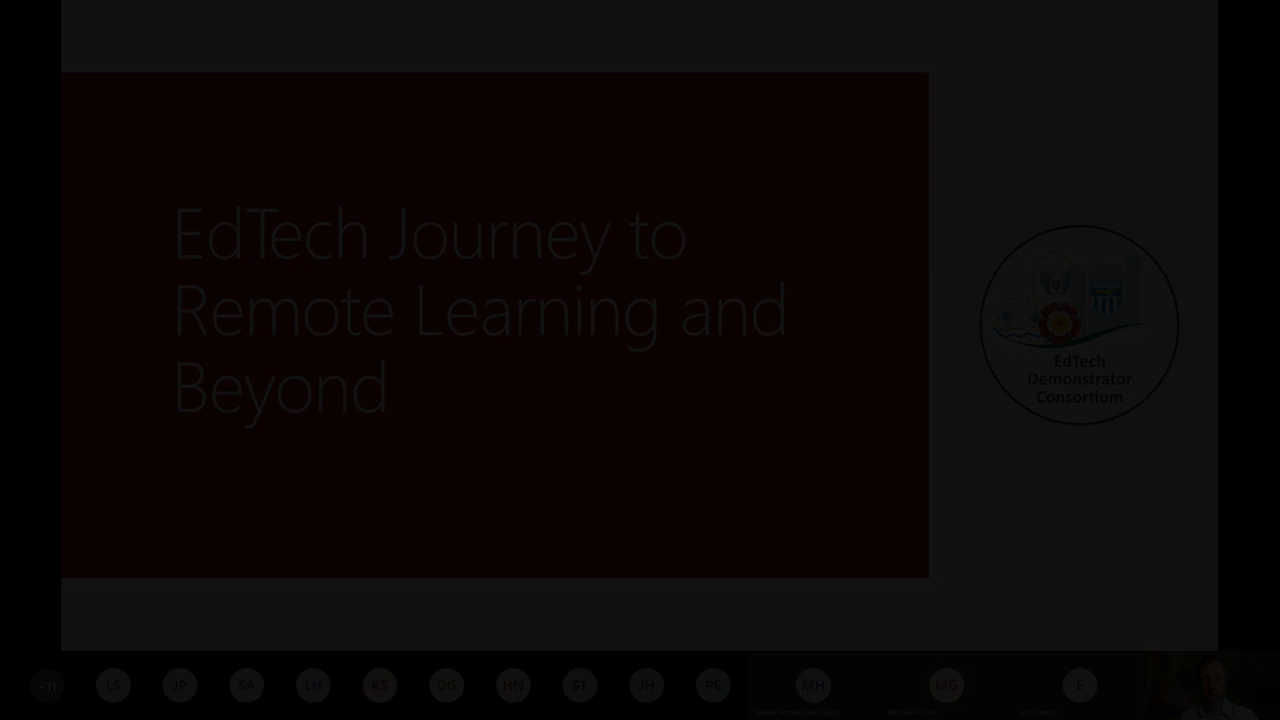 EdTech Journey to
Remote Learning and
Beyond
EdTech
Demonstrator
Consortium
+11
LS
JP
SA
LH
KS
DG
HN
ST
JH
PE
MH
MG
E